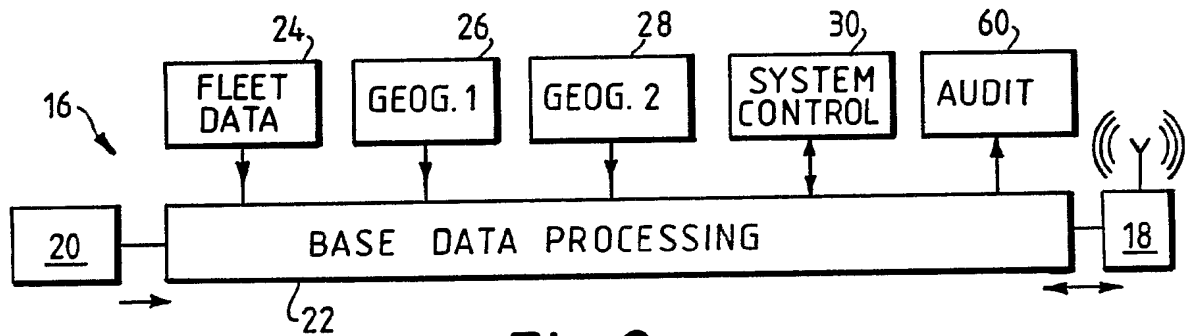 24
26
28
30
60
16
FLEET
DATA
GEOG. 1
GEOG. 2
SYSTEM
CONTROL
AUDIT
20
BASE DATA PROCESSING
18
22